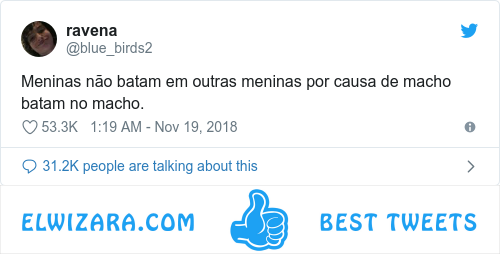 ravena
@blue_birds2
Meninas não batam em outras meninas por causa de macho
batam no macho.
53.3K 1:19 AM - Nov 19, 2018
31.2K people are talking about this
ELWIZARA.COM BEST TWEETS